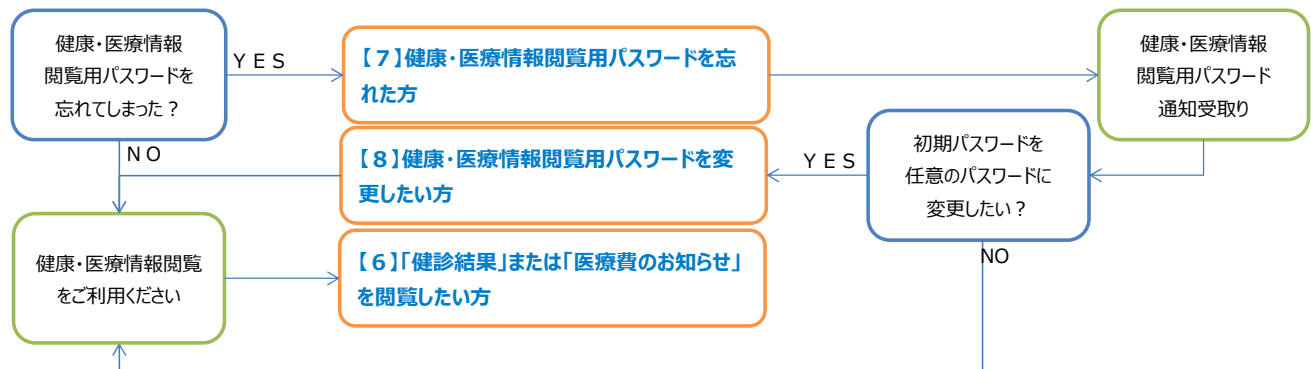 健康・医療情報
閲覧用パスワードを
忘れてしまった？
ＹＥＳ
【７】健康・医療情報閲覧用パスワードを忘
れた方
健康・医療情報
閲覧用パスワード
通知受取り
ＮＯ
【８】健康・医療情報閲覧用パスワードを変
更したい方
ＹＥＳ
初期パスワードを
任意のパスワードに
変更したい？
NO
健康・医療情報閲覧
をご利用ください
【６】「健診結果」または「医療費のお知らせ」
を閲覧したい方